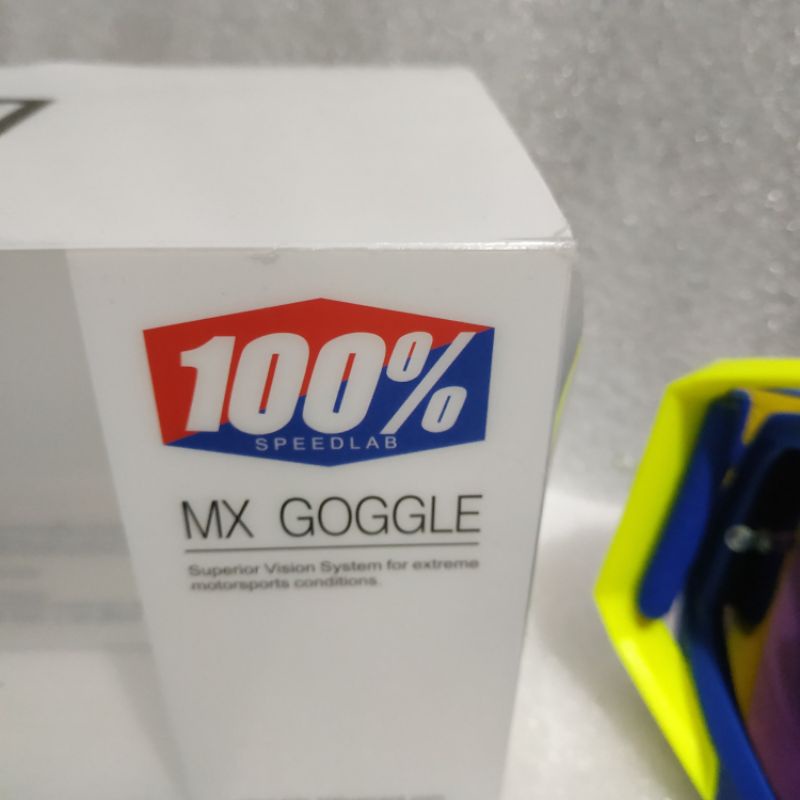 100%
SPEEDLAB
MX GOGGLE
Superior Vision System for extreme
motorsports conditions.